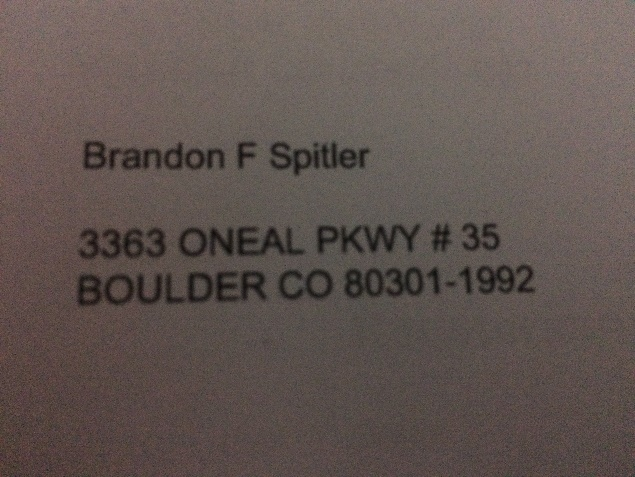 Brandon F Spitler
3363 ONEAL PKWY # 35
BOULDER CO 80301-1992